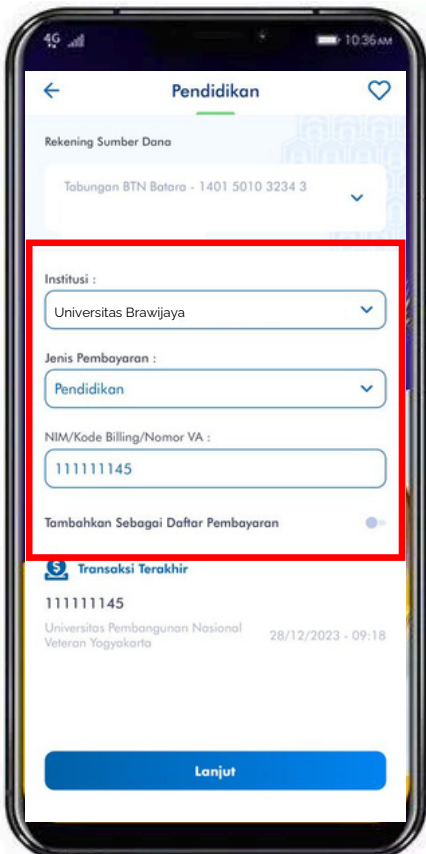 4G
10:36 AM
Pendidikan
Rekening Sumber Dana
Tabungan BTN Batara - 1401 5010 3234 3
Institusi :
Universitas Brawijaya
Jenis Pembayaran :
Pendidikan
NIM/Kode Billing/Nomor VA :
111111145
Tambahkan Sebagai Daftar Pembayaran
$ Transaksi Terakhir
111111145
Universitas Pembangunan Nasional
Veteran Yogyakarta
28/12/2023 - 09:18
Lanjut